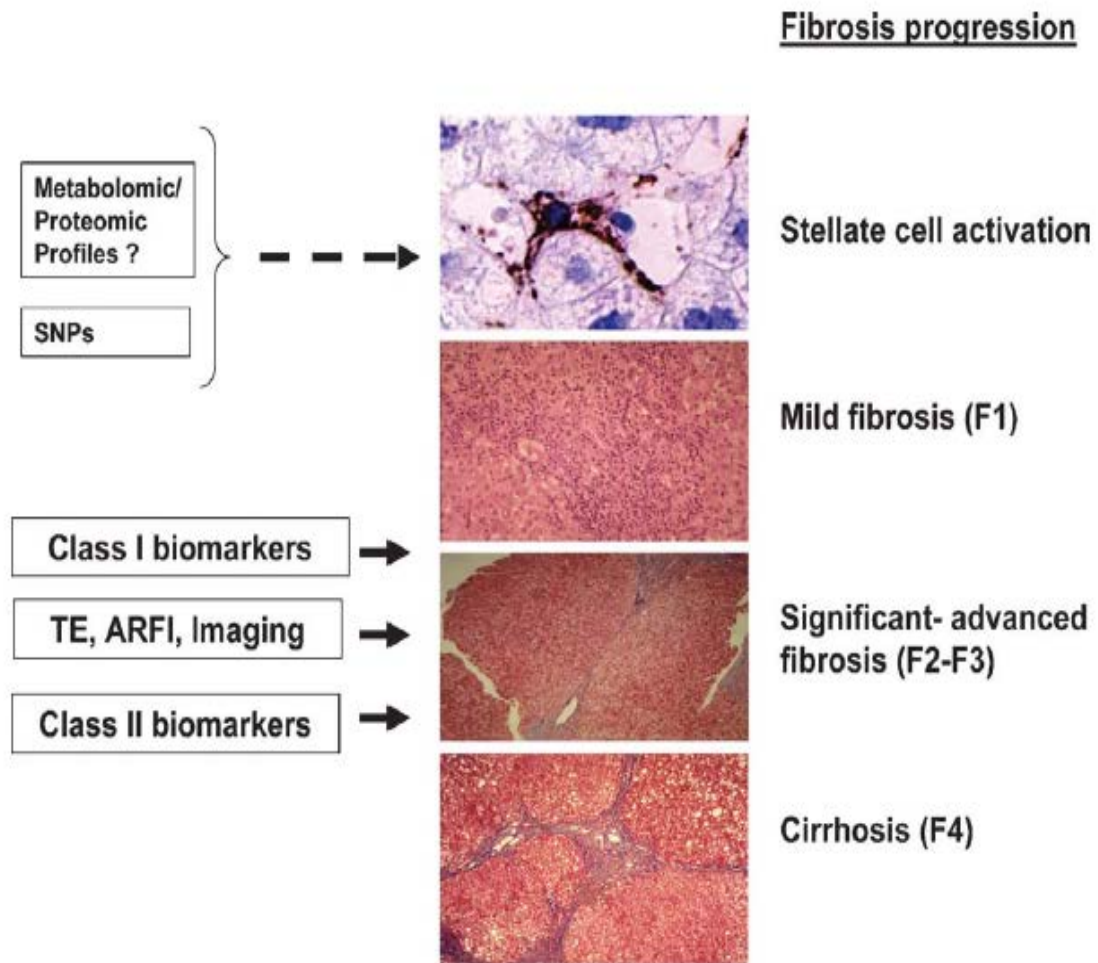 Fibrosis progression
Metabolomic/
Proteomic
Profiles ?
SNPs
Stellate cell activation
Mild fibrosis (F1)
Class I biomarkers
TE, ARFI, Imaging
Class II biomarkers
Significant- advanced
fibrosis (F2-F3)
Cirrhosis (F4)